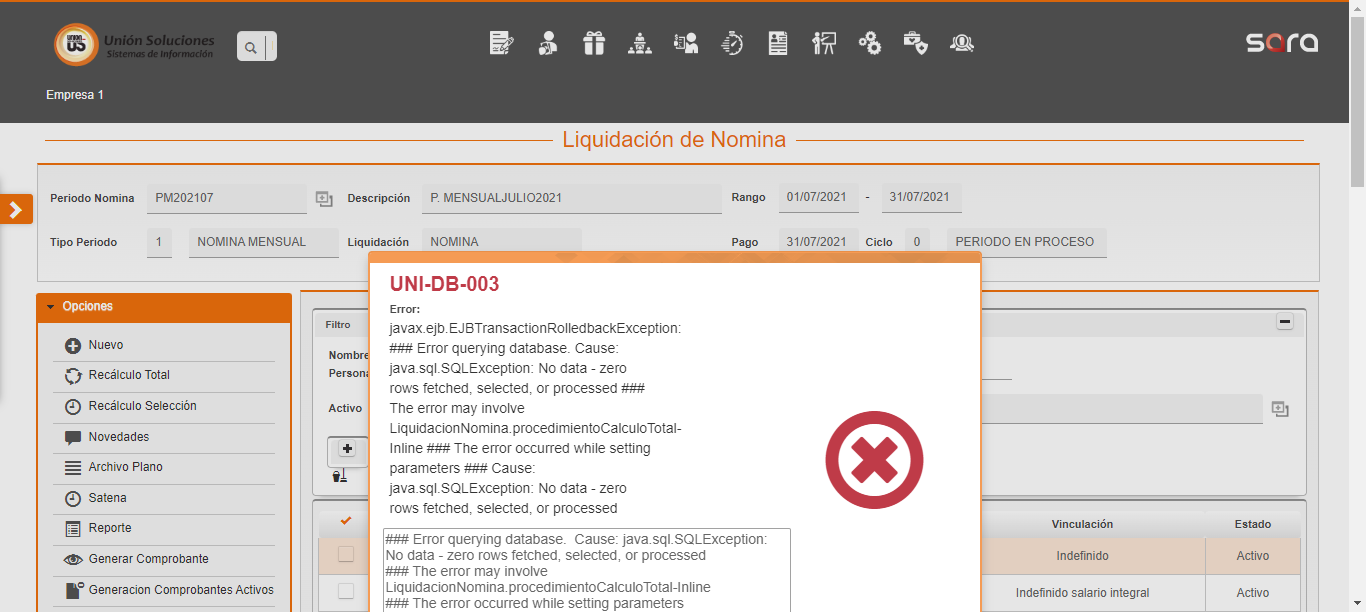 UNION
US
Unión Soluciones
Sistemas de Información
sara
Empresa 1
Liquidación de Nomina
Periodo Nomina PM202107 Descripción P. MENSUALJULIO2021 Rango 01/07/2021 - 31/07/2021
Tipo Periodo 1 NOMINA MENSUAL Liquidación NOMINA Pago 31/07/2021 Ciclo 0 PERIODO EN PROCESO
Opciones
Nuevo
Recálculo Total
Recálculo Selección
Novedades
Archivo Plano
Satena
Reporte
Generar Comprobante
Generacion Comprobantes Activos
Filtro
Nombre
Persona
Activo
UNI-DB-003
Error:
javax.ejb.EJBTransactionRolledbackException:
### Error querying database. Cause:
java.sql.SQLException: No data - zero
rows fetched, selected, or processed ###
The error may involve
LiquidacionNomina.procedimientoCalculoTotal-
Inline ### The error occurred while setting
parameters ### Cause:
java.sql.SQLException: No data - zero
rows fetched, selected, or processed
### Error querying database.  Cause: java.sql.SQLException:
No data - zero rows fetched, selected, or processed
### The error may involve
LiquidacionNomina.procedimientoCalculoTotal-Inline
### The error occurred while setting parameters
Vinculación Estado
Indefinido Activo
Indefinido salario integral Activo